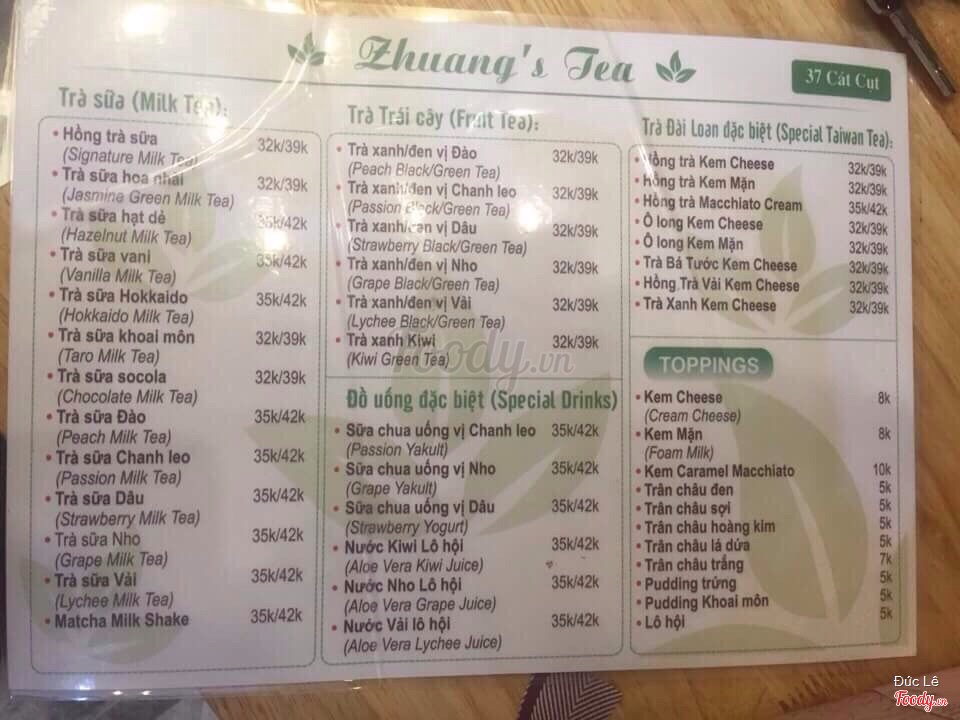 Zhuang's Tea
37 Cát Cụt
Trà sữa (Milk Tea):
• Hồng trà sữa 32k/39k
(Signature Milk Tea)
• Trà sữa hoa nhài 32k/39k
(Jasmine Green Milk Tea)
• Trà sữa hạt dẻ 35k/42k
(Hazelnut Milk Tea)
• Trà sữa vani 35k/42k
(Vanilla Milk Tea)
• Trà sữa Hokkaido 35k/42k
(Hokkaido Milk Tea)
• Trà sữa khoai môn 32k/39k
(Taro Milk Tea)
• Trà sữa socola 32k/39k
(Chocolate Milk Tea)
• Trà sữa Đào 35k/42k
(Peach Milk Tea)
• Trà sữa Chanh leo 35k/42k
(Passion Milk Tea)
• Trà sữa Dâu 35k/42k
(Strawberry Milk Tea)
• Trà sữa Nho 35k/42k
(Grape Milk Tea)
• Trà sữa Vải 35k/42k
(Lychee Milk Tea)
• Matcha Milk Shake 35k/42k
Trà Trái cây (Fruit Tea):
• Trà xanh/đen vị Đào 32k/39k
(Peach Black/Green Tea)
• Trà xanh/đen vị Chanh leo 32k/39k
(Passion Black/Green Tea)
• Trà xanh/đen vị Dâu 32k/39k
(Strawberry Black/Green Tea)
• Trà xanh/đen vị Nho 32k/39k
(Grape Black/Green Tea)
• Trà xanh/đen vị Vải 32k/39k
(Lychee Black/Green Tea)
• Trà xanh Kiwi 32k/39k
(Kiwi Green Tea)
Đồ uống đặc biệt (Special Drinks)
• Sữa chua uống vị Chanh leo 35k/42k
(Passion Yakult)
• Sữa chua uống vị Nho 35k/42k
(Grape Yakult)
• Sữa chua uống vị Dâu 35k/42k
(Strawberry Yogurt)
• Nước Kiwi Lô hội 35k/42k
(Aloe Vera Kiwi Juice)
• Nước Nho Lô hội 35k/42k
(Aloe Vera Grape Juice)
• Nước Vải lô hội 35k/42k
(Aloe Vera Lychee Juice)
Trà Đài Loan đặc biệt (Special Taiwan Tea):
• Hồng trà Kem Cheese 32k/39k
• Hồng trà Kem Mặn 32k/39k
• Hồng trà Macchiato Cream 35k/42k
• Ô long Kem Cheese 32k/39k
• Ô long Kem Mặn 32k/39k
• Trà Bá Tước Kem Cheese 32k/39k
• Hồng Trà Vải Kem Cheese 32k/39k
• Trà Xanh Kem Cheese 32k/39k
TOPPINGS
• Kem Cheese 8k
(Cream Cheese)
• Kem Mặn 8k
(Foam Milk)
• Kem Caramel Macchiato 10k
• Trân châu đen 5k
• Trân châu sợi 5k
• Trân châu hoàng kim 5k
• Trân châu lá dứa 5k
• Trân châu trắng 7k
• Pudding trứng 5k
• Pudding Khoai môn 5k
• Lô hội 5k
Foody.vn
Đức Lê
Foody.vn